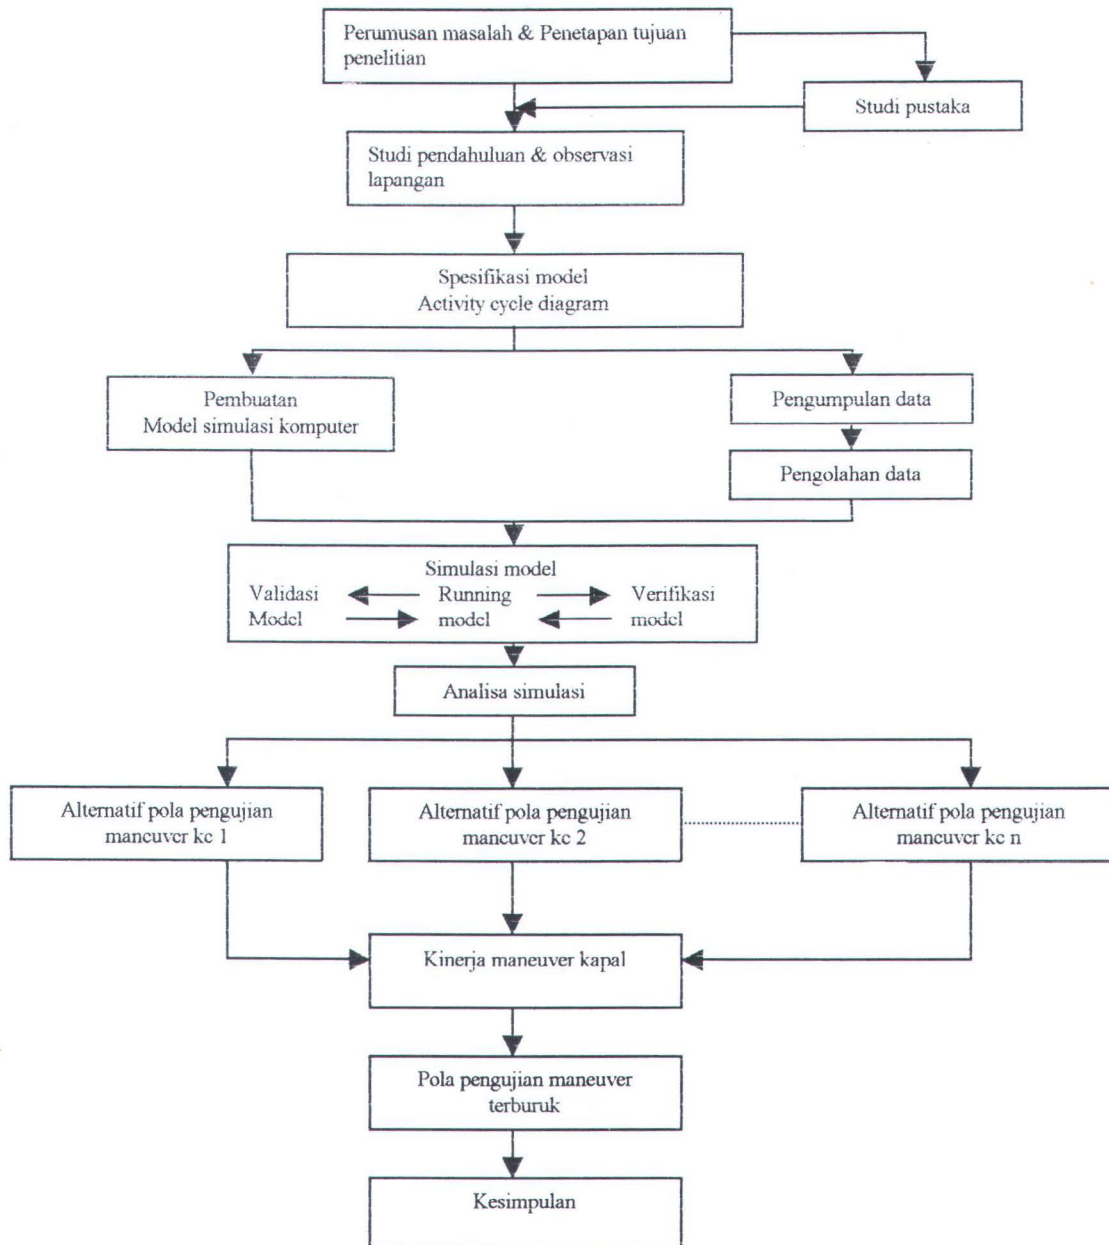 Perumusan masalah & Penetapan tujuan
penelitian
Studi pustaka
Studi pendahuluan & observasi
lapangan
Spesifikasi model
Activity cycle diagram
Pembuatan
Model simulasi komputer
Pengumpulan data
Pengolahan data
Simulasi model
Validasi Running Verifikasi
Model model model
Analisa simulasi
Alternatif pola pengujian
maneuver ke 1
Alternatif pola pengujian
maneuver ke 2
Alternatif pola pengujian
maneuver ke n
Kinerja maneuver kapal
Pola pengujian maneuver
terburuk
Kesimpulan